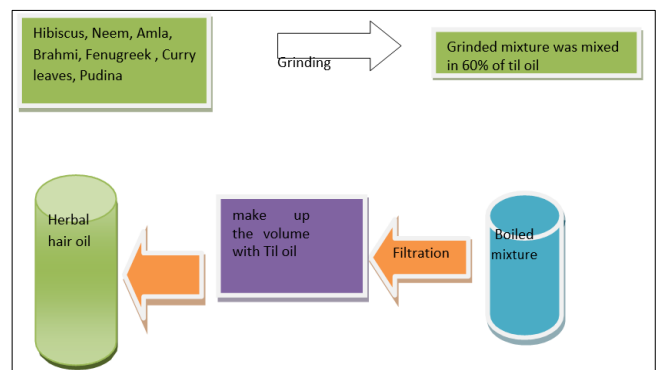 Hibiscus, Neem, Amla,
Brahmi, Fenugreek , Curry
leaves, Pudina
Grinding
Grinded mixture was mixed
in 60% of til oil
Herbal
hair oil
make up
the volume
with Til oil
Filtration
Boiled
mixture